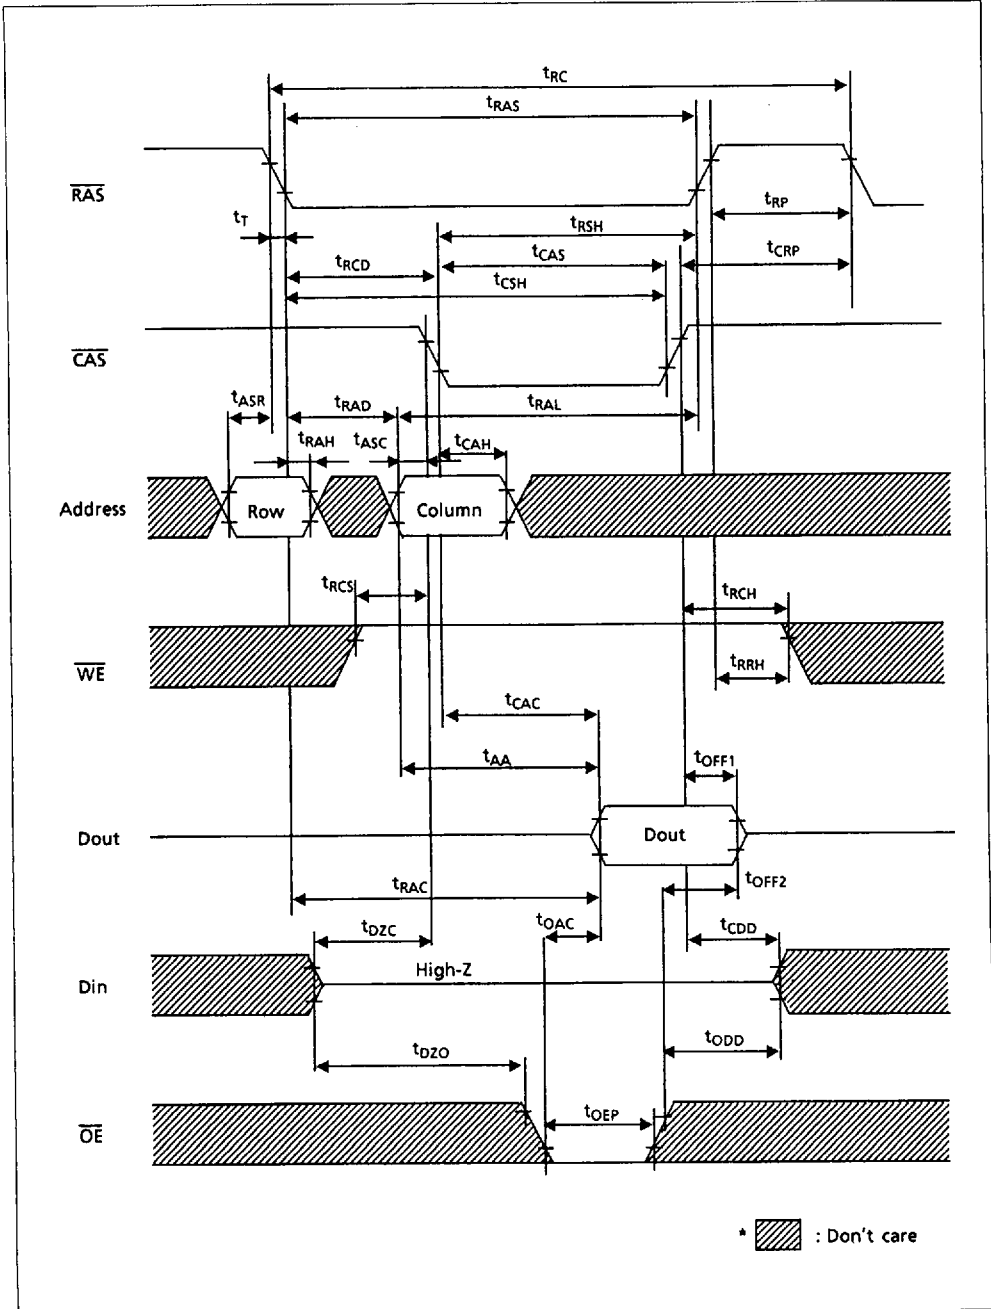 tRC
tRAS
RAS
tRP
tT
tRSH
tRCD
tCAS
tCRP
tCSH
CAS
tASR
tRAD
tRAL
tRAH
tASC
tCAH
Address
Row
Column
tRCS
tRCH
WE
tRRH
tCAC
tAA
tOFF1
Dout
Dout
tRAC
tOFF2
tOAC
tDZC
tCDD
High-Z
Din
tDZO
tODD
tOEP
OE
* : Don't care